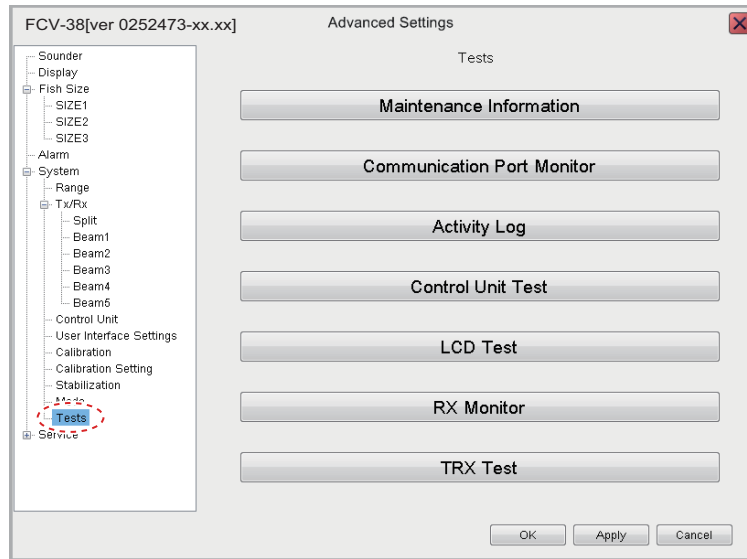 FCV-38[ver 0252473-xx.xx]
Advanced Settings
Sounder
Display
Fish Size
SIZE1
SIZE2
SIZE3
Alarm
System
Range
Tx/Rx
Split
Beam1
Beam2
Beam3
Beam4
Beam5
Control Unit
User Interface Settings
Calibration
Calibration Setting
Stabilization
Mode
Tests
Service
Tests
Maintenance Information
Communication Port Monitor
Activity Log
Control Unit Test
LCD Test
RX Monitor
TRX Test
OK Apply Cancel